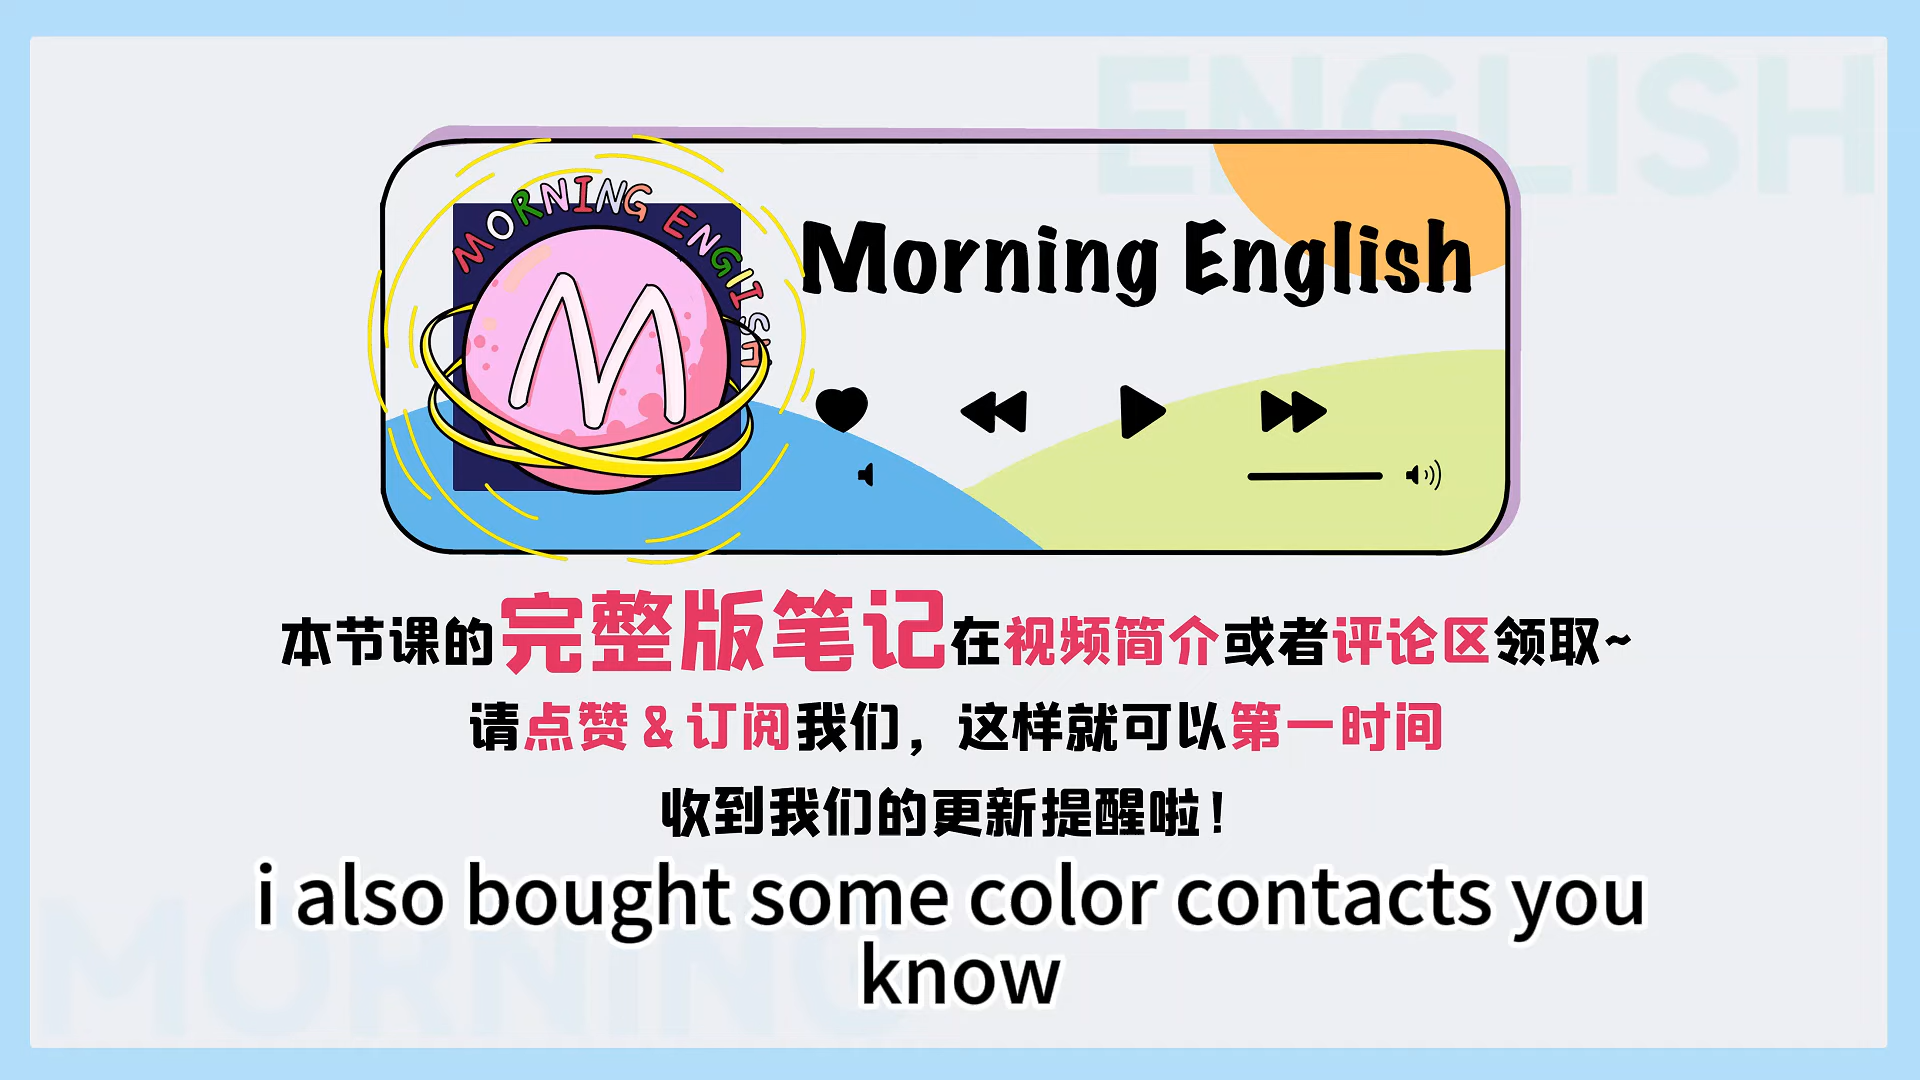 ENGLISH
MORNING ENGLISH
M
Morning English
本节课的完整版笔记在视频简介或者评论区领取~
请点赞&订阅我们，这样就可以第一时间
收到我们的更新提醒啦！
i also bought some color contacts you
know
MORNING